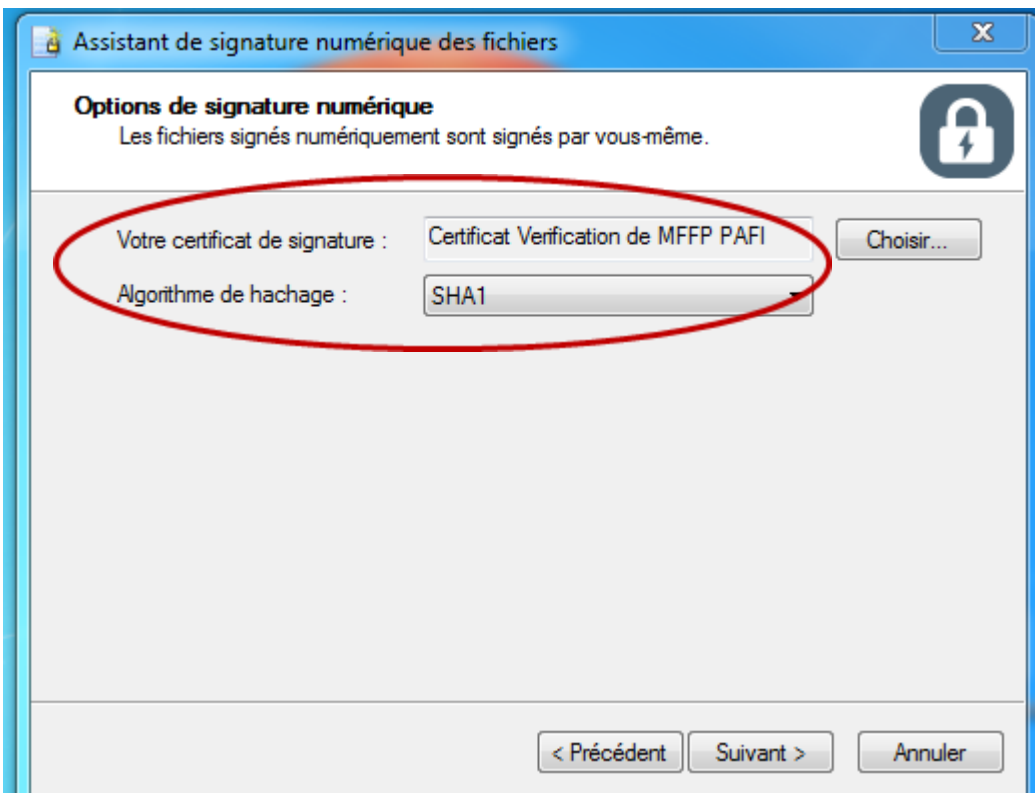 Assistant de signature numérique des fichiers
Options de signature numérique
Les fichiers signés numériquement sont signés par vous-même.
Votre certificat de signature : Certificat Verification de MFFP PAFI Choisir...
Algorithme de hachage : SHA1
< Précédent Suivant > Annuler